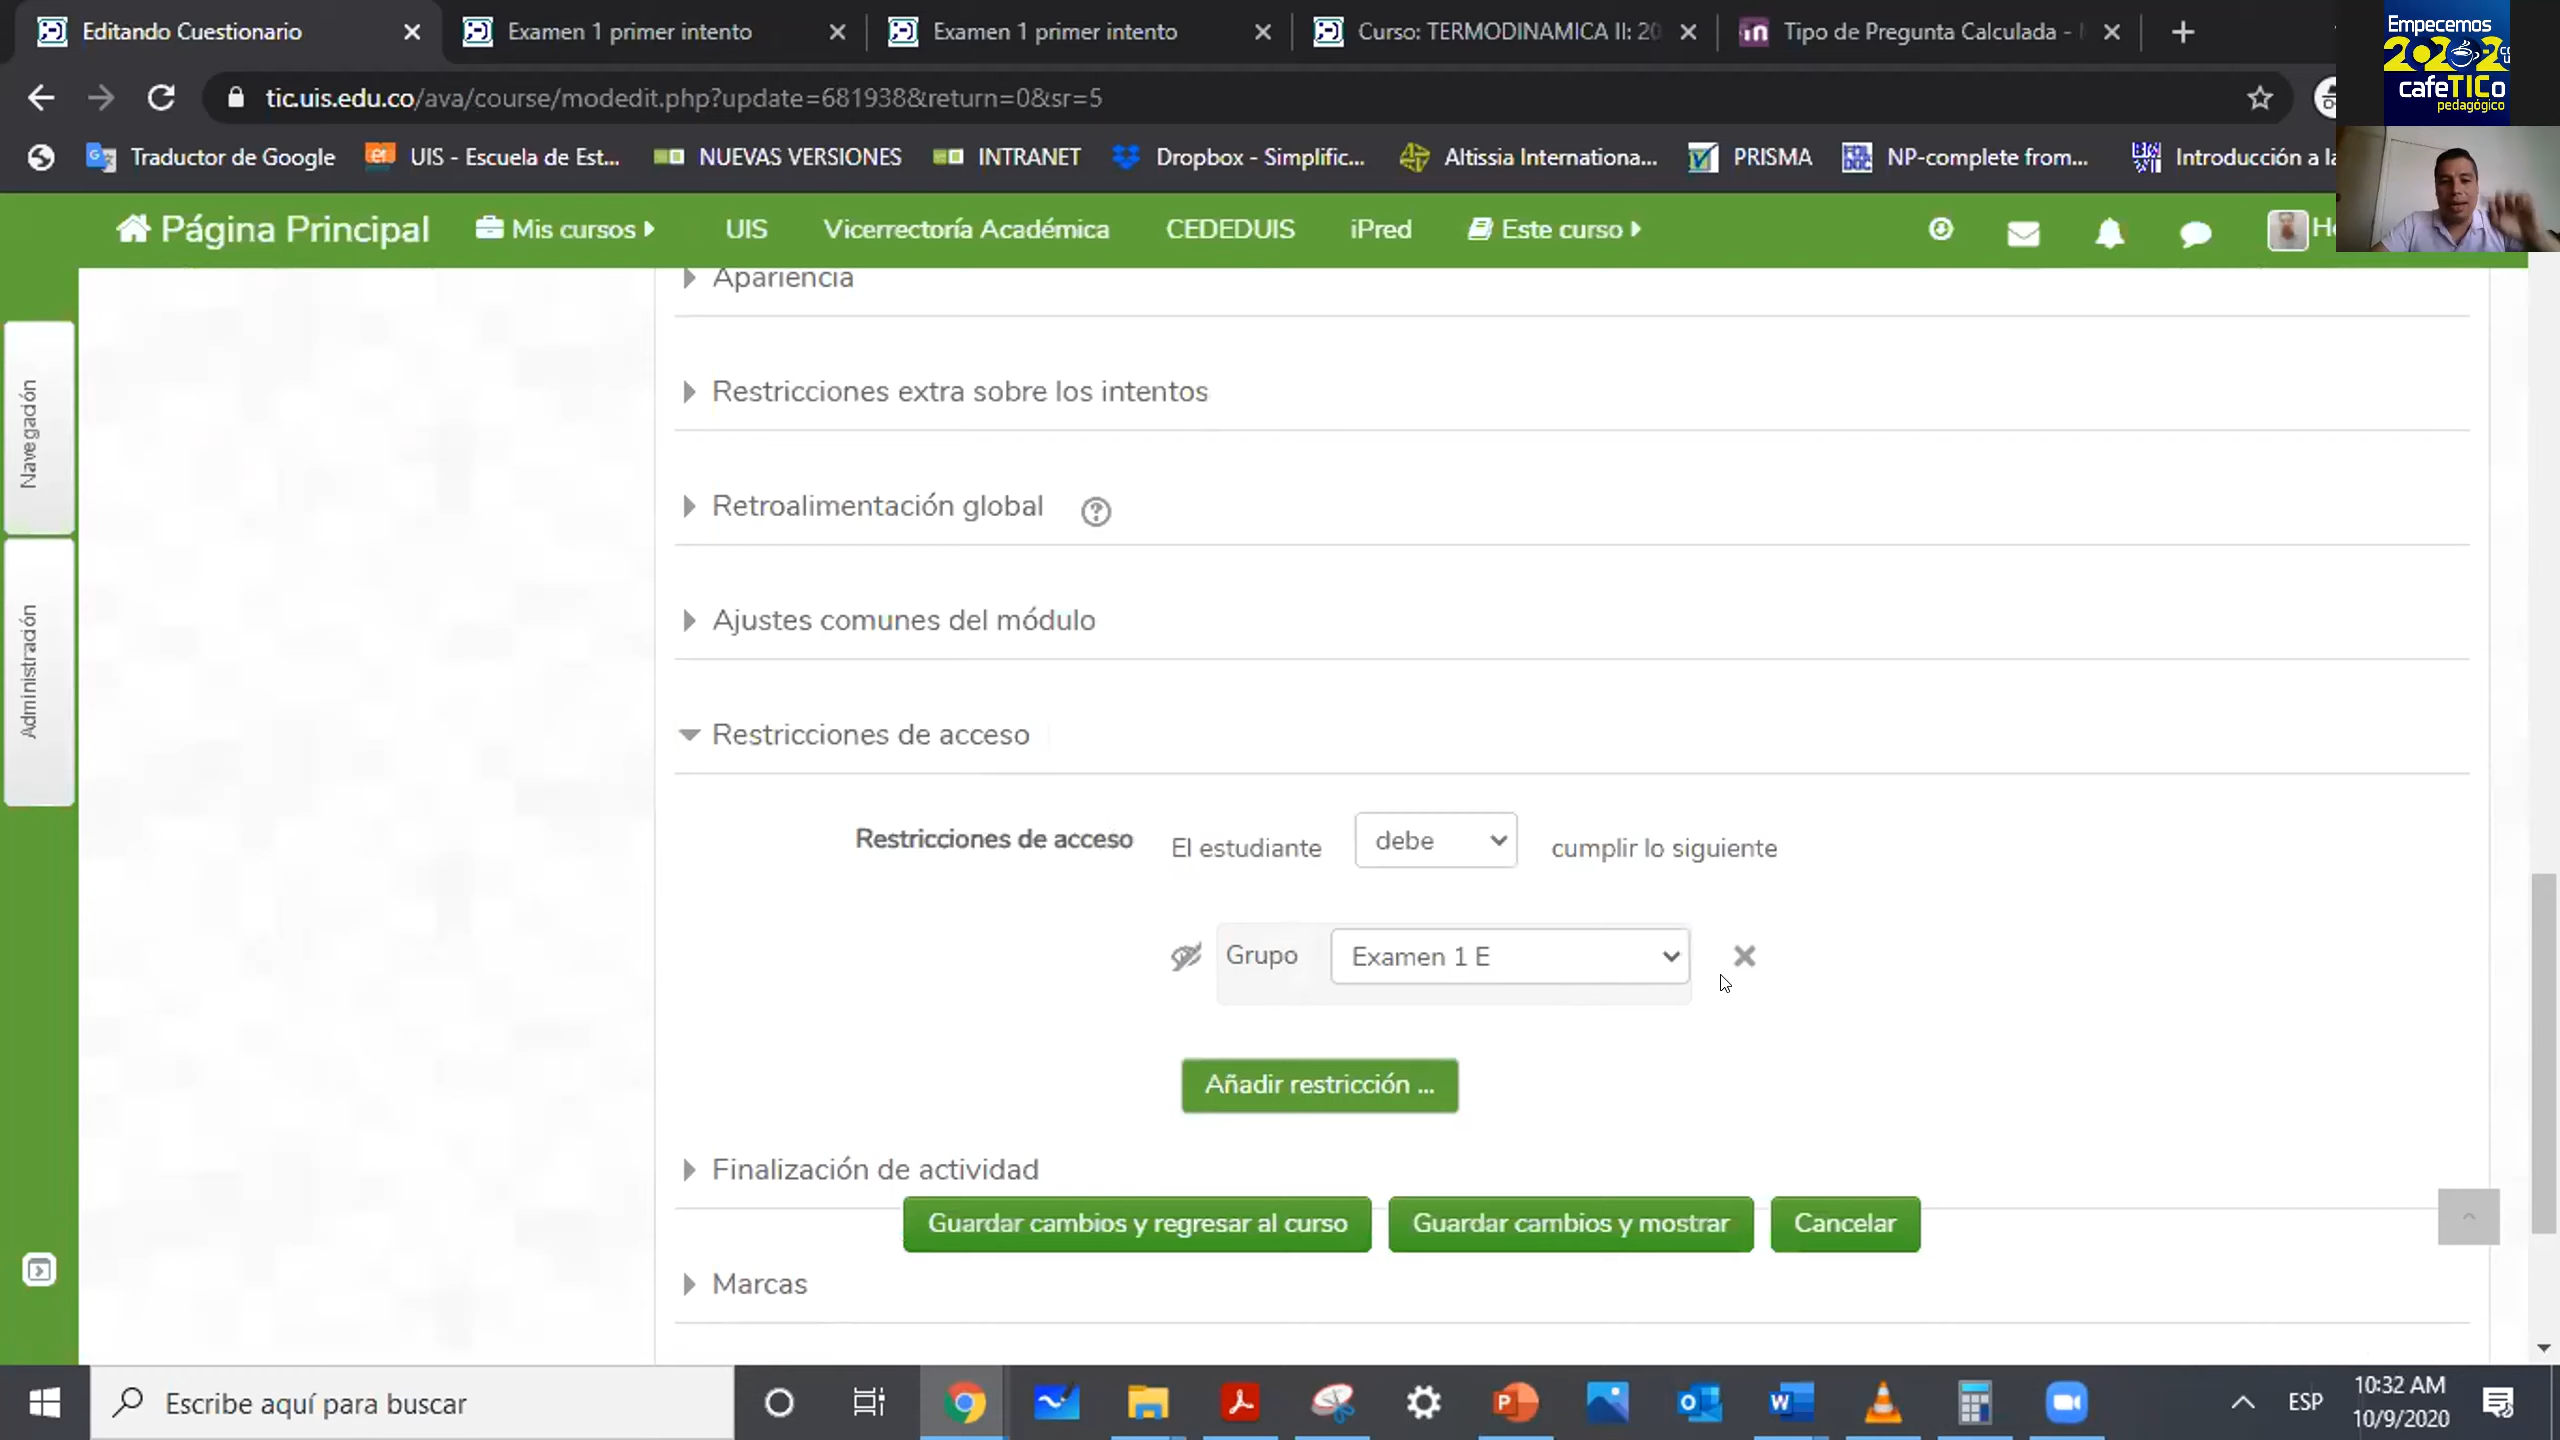 Editando Cuestionario
Examen 1 primer intento
Examen 1 primer intento
Curso: TERMODINAMICA II: 20
Tipo de Pregunta Calculada -
Empecemos
2020-2
cafeTICo
pedagógico
tic.uis.edu.co/ava/course/modedit.php?update=681938&return=0&sr=5
Traductor de Google
UIS - Escuela de Est...
NUEVAS VERSIONES
INTRANET
Dropbox - Simplific...
Altissia Internationa...
PRISMA
NP-complete from...
Introducción a la
Página Principal
Mis cursos
UIS
Vicerrectoría Académica
CEDEDUIS
iPred
Este curso
Navegación
Administración
Apariencia
Restricciones extra sobre los intentos
Retroalimentación global
Ajustes comunes del módulo
Restricciones de acceso
Restricciones de acceso El estudiante debe cumplir lo siguiente
Grupo Examen 1 E
Añadir restricción ...
Finalización de actividad
Guardar cambios y regresar al curso
Guardar cambios y mostrar
Cancelar
Marcas
Escribe aquí para buscar
ESP
10:32 AM
10/9/2020